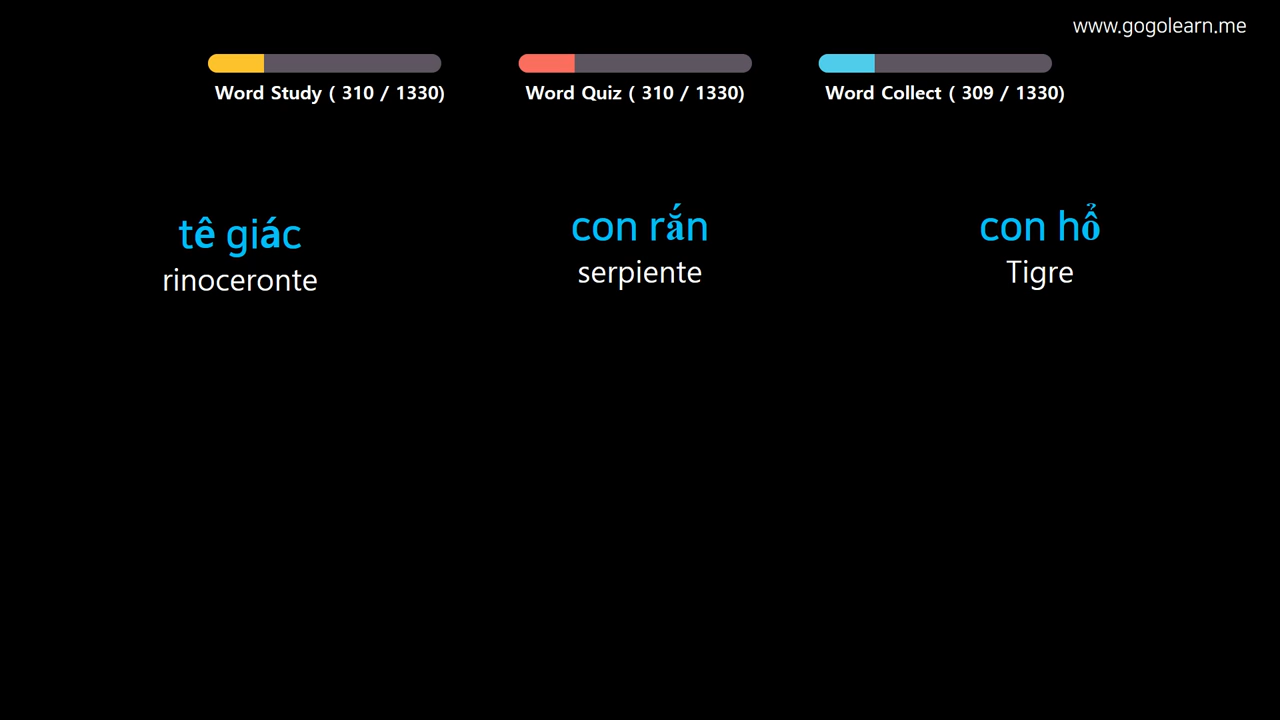 www.gogolearn.me
Word Study ( 310 / 1330)
Word Quiz ( 310 / 1330)
Word Collect ( 309 / 1330)
tê giác
rinoceronte
con rắn
serpiente
con hổ
Tigre